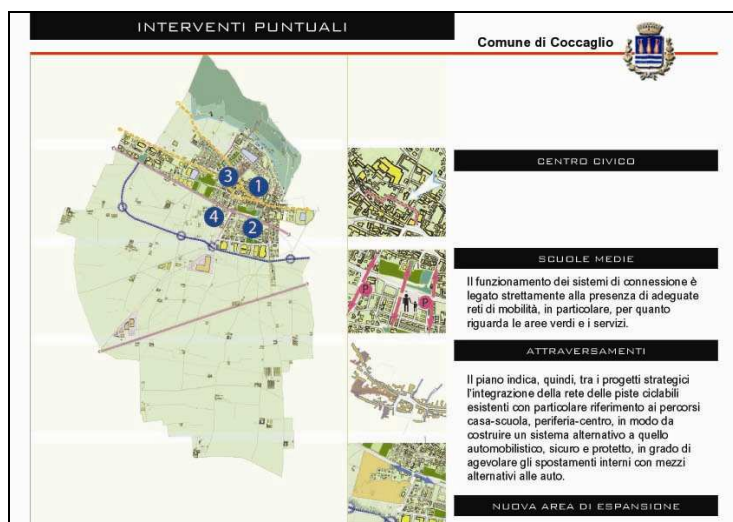 INTERVENTI PUNTUALI
Comune di Coccaglio
3
1
4
2
CENTRO CIVICO
SCUOLE MEDIE
P
P
Il funzionamento dei sistemi di connessione è
legato strettamente alla presenza di adeguate
reti di mobilità, in particolare, per quanto
riguarda le aree verdi e i servizi.
ATTRAVERSAMENTI
Il piano indica, quindi, tra i progetti strategici
l'integrazione della rete delle piste ciclabili
esistenti con particolare riferimento ai percorsi
casa-scuola, periferia-centro, in modo da
costruire un sistema alternativo a quello
automobilistico, sicuro e protetto, in grado di
agevolare gli spostamenti interni con mezzi
alternativi alle auto.
NUOVA AREA DI ESPANSIONE